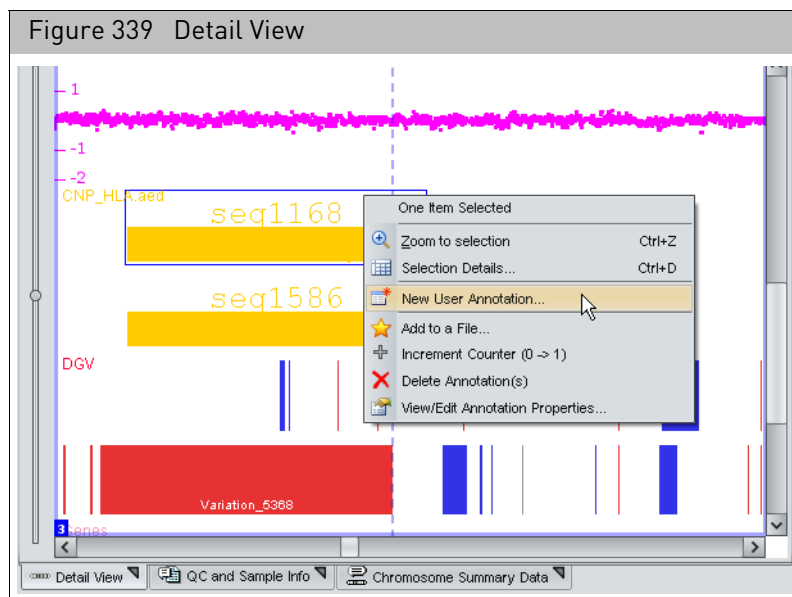 Figure 339 Detail View
1
-1
-2
CNP_HLA.aed
seq1168
One Item Selected
Zoom to selection Ctrl+Z
Selection Details... Ctrl+D
New User Annotation...
seq1586
Add to a File...
Increment Counter (0 -> 1)
DGV
Delete Annotation(s)
View/Edit Annotation Properties...
Variation_5368
3
Genes
Detail View QC and Sample Info Chromosome Summary Data